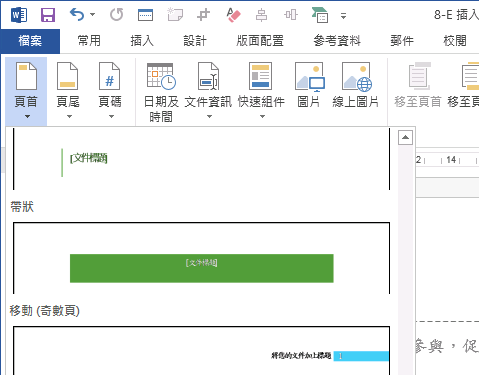 8-E 插入
檔案 常用 插入 設計 版面配置 參考資料 郵件 校閱
頁首 頁尾 頁碼 日期及時間 文件資訊 快速組件 圖片 線上圖片 移至頁首 移至頁
[文件標題]
2 14
帶狀
[文件標題]
移動 (奇數頁)
將您的文件加上標題 1
參與，促